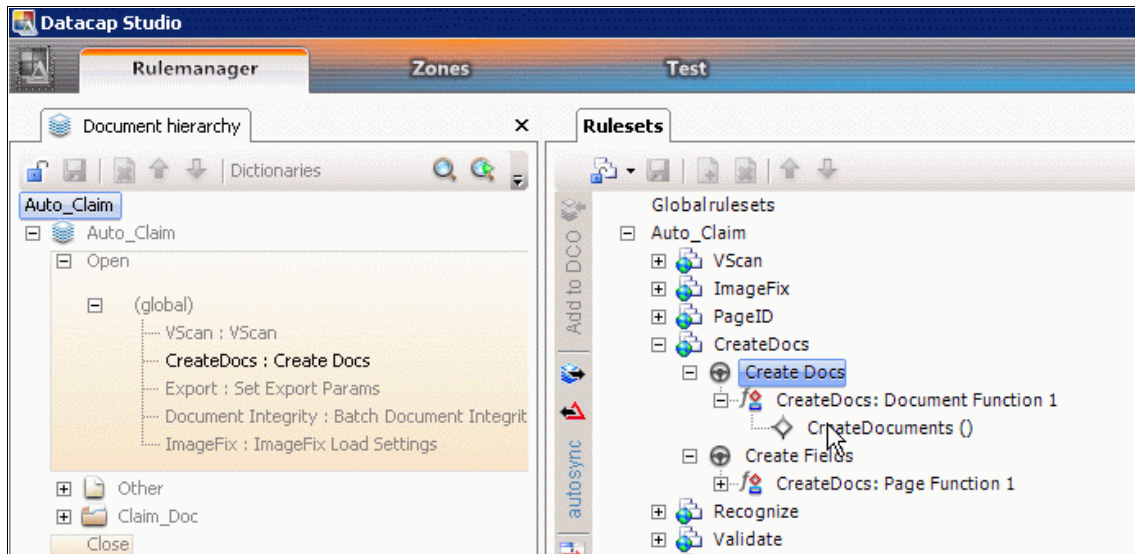 Datacap Studio
Rulemanager Zones Test
Document hierarchy
Dictionaries
Auto_Claim
Auto_Claim
Open
(global)
VScan : VScan
CreateDocs : Create Docs
Export : Set Export Params
Document Integrity : Batch Document Integrit
ImageFix : ImageFix Load Settings
Other
Claim_Doc
Close
Rulesets
Add to DCO
autosync
Globalrulesets
Auto_Claim
VScan
ImageFix
PageID
CreateDocs
Create Docs
CreateDocs: Document Function 1
CreateDocuments ()
Create Fields
CreateDocs: Page Function 1
Recognize
Validate